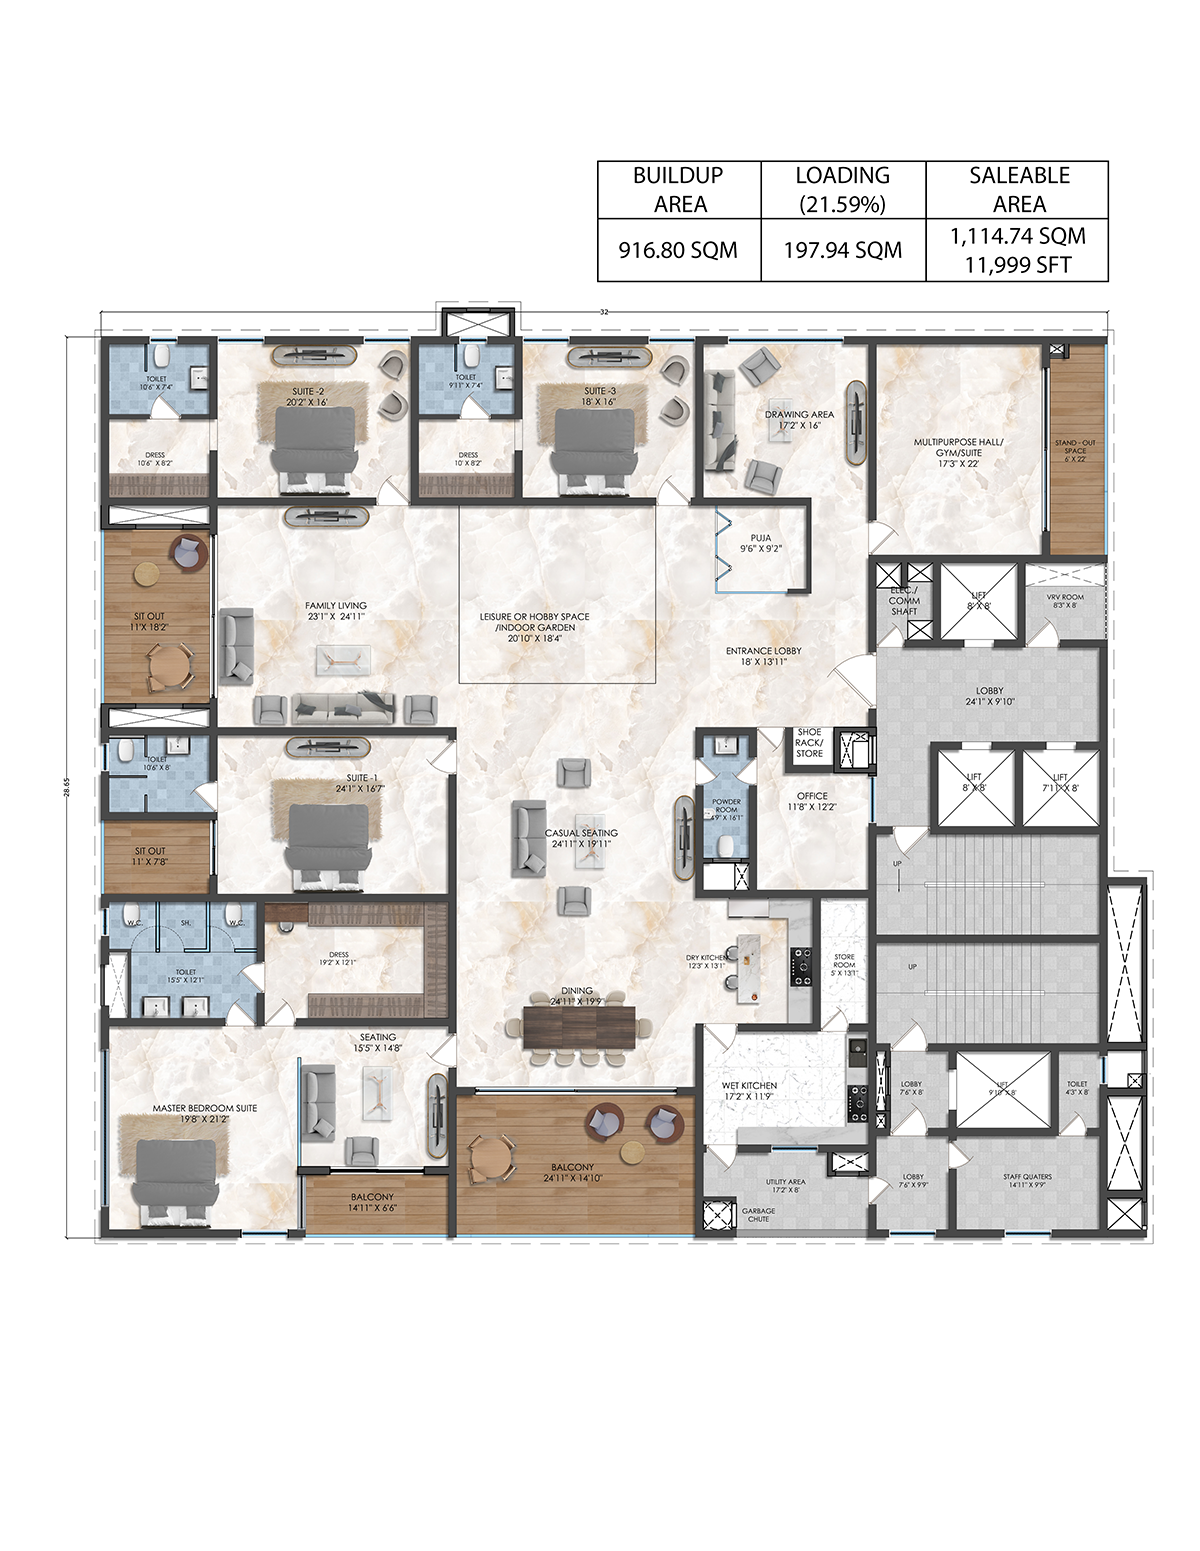 BUILDUP
AREA
LOADING
(21.59%)
SALEABLE
AREA
916.80 SQM
197.94 SQM
1,114.74 SQM
11,999 SFT
32
28.65
TOILET
10'6" X 7'4"
SUITE -2
20'2" X 16'
TOILET
9'11" X 7'4"
SUITE -3
18' X 16"
DRAWING AREA
17'2" X 16"
MULTIPURPOSE HALL/
GYM/SUITE
17'3" X 22'
STAND - OUT
SPACE
6' X 22'
DRESS
10'6" X 8'2"
DRESS
10' X 8'2"
PUJA
9'6" X 9'2"
SIT OUT
11'X 18'2"
FAMILY LIVING
23'1" X 24'11"
LEISURE OR HOBBY SPACE
/INDOOR GARDEN
20'10" X 18'4"
ENTRANCE LOBBY
18' X 13'11"
ELEC./
COMM
SHAFT
LIFT
8' X 8'
VRV ROOM
8'3" X 8'
LOBBY
24'1" X 9'10"
SHOE
RACK/
STORE
TOILET
10'6" X 8'
SUITE -1
24'1" X 16'7"
OFFICE
11'8" X 12'2"
LIFT
8' X 8'
LIFT
7'11" X 8'
POWDER
ROOM
4'9" X 16'1"
CASUAL SEATING
24'11" X 19'11"
SIT OUT
11' X 7'8"
UP
W.C.
SH.
W.C.
TOILET
15'5" X 12'1"
DRESS
19'2" X 12'1"
DRY KITCHEN
12'3" X 13'1"
STORE
ROOM
5' X 13'1"
UP
DINING
24'11" X 19'9"
SEATING
15'5" X 14'8"
MASTER BEDROOM SUITE
19'8" X 21'2"
WET KITCHEN
17'2" X 11'9"
LOBBY
7'6" X 8'9"
LIFT
9'10" X 8'
TOILET
4'3" X 8'
BALCONY
24'11" X 14'10"
BALCONY
14'11" X 6'6"
UTILITY AREA
17'2" X 8'
GARBAGE
CHUTE
LOBBY
7'6" X 9'9"
STAFF QUATERS
14'11" X 9'9"